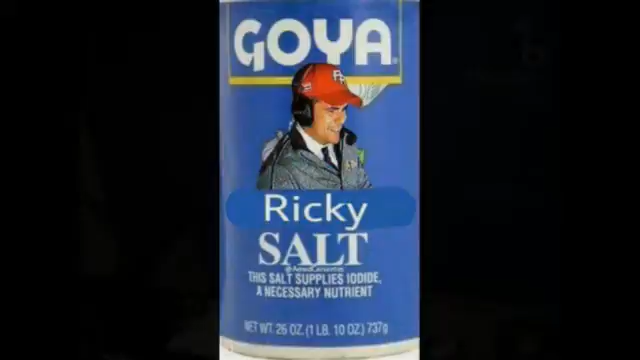 GOYA
Ricky
SALT
THIS SALT SUPPLIES IODIDE,
A NECESSARY NUTRIENT
NET WT. 26 OZ. (1 LB. 10 OZ.) 737g